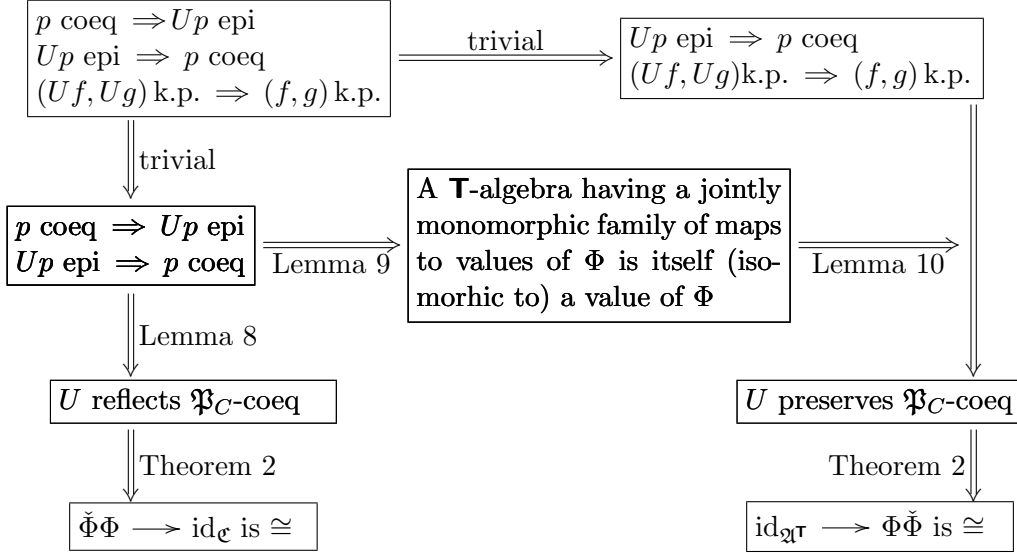 p coeq ⇒ Up epi
Up epi ⇒ p coeq
(Uf, Ug) k.p. ⇒ (f, g) k.p.
trivial
Up epi ⇒ p coeq
(Uf, Ug)k.p. ⇒ (f, g) k.p.
trivial
p coeq ⇒ Up epi
Up epi ⇒ p coeq
Lemma 9
A T-algebra having a jointly
monomorphic family of maps
to values of Φ is itself (iso-
morhic to) a value of Φ
Lemma 10
Lemma 8
U reflects 𝔓_C-coeq
U preserves 𝔓_C-coeq
Theorem 2
Theorem 2
Φ̌Φ ⟶ id_ℭ is ≅
id_𝔄^T ⟶ ΦΦ̌ is ≅